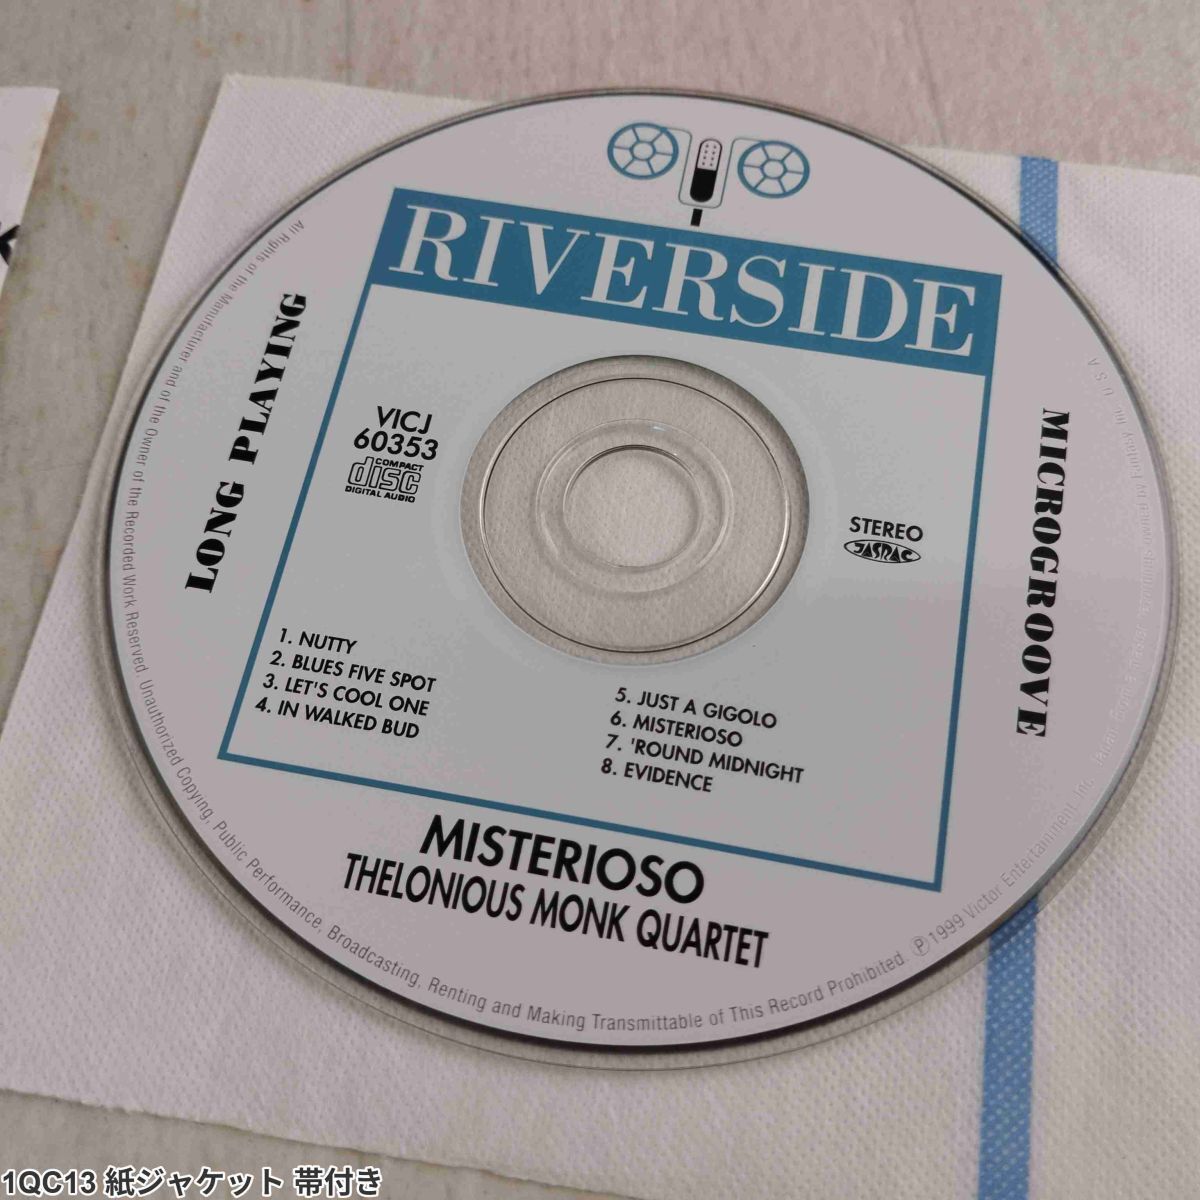 RIVERSIDE
LONG PLAYING
MICROGROOVE
VICJ
60353
COMPACT
disc
DIGITAL AUDIO
STEREO
JASRAC
1. NUTTY
2. BLUES FIVE SPOT
3. LET'S COOL ONE
4. IN WALKED BUD
5. JUST A GIGOLO
6. MISTERIOSO
7. 'ROUND MIDNIGHT
8. EVIDENCE
MISTERIOSO
THELONIOUS MONK QUARTET
All Rights of the Manufacturer and of the Owner of the Recorded Work Reserved. Unauthorized Copying, Public Performance, Broadcasting, Renting and Making Transmittable of This Record Prohibited. Ⓟ1999 Victor Entertainment, Inc. Japan. U.S.A.
1QC13 紙ジャケット 帯付き